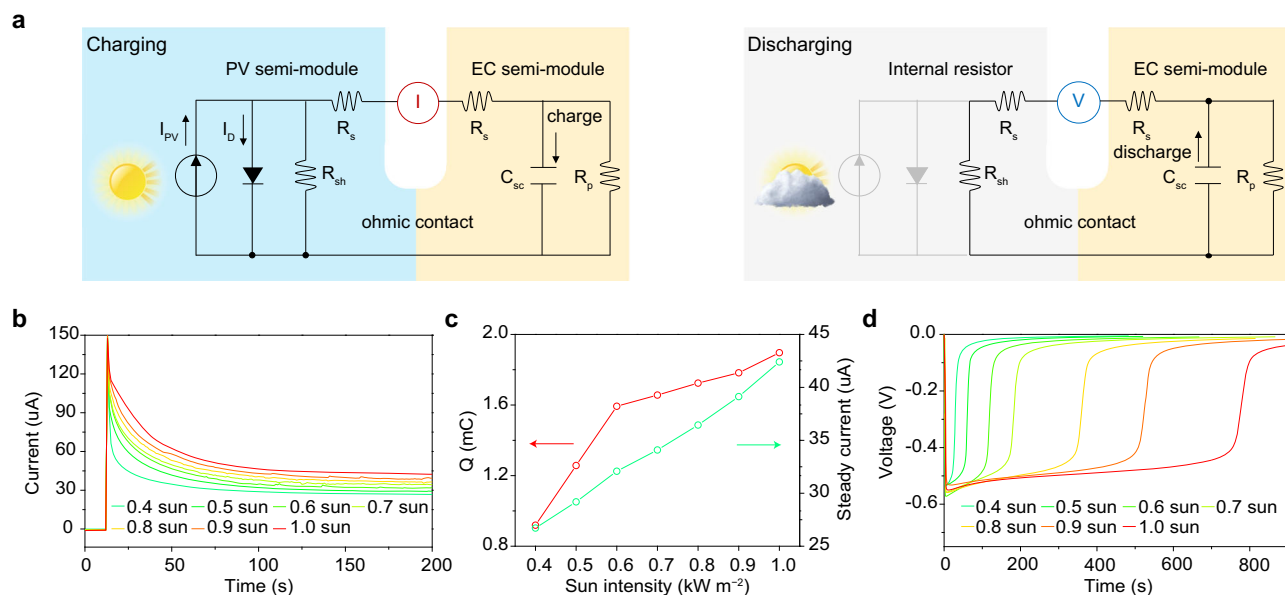 a
Charging
PV semi-module
EC semi-module
I
I_PV
I_D
R_s
R_s
charge
R_sh
C_sc
R_p
ohmic contact
Discharging
Internal resistor
EC semi-module
V
R_s
R_s
discharge
R_sh
C_sc
R_p
ohmic contact
b
150
120
90
60
30
0
Current (uA)
0.4 sun 0.5 sun 0.6 sun 0.7 sun
0.8 sun 0.9 sun 1.0 sun
0 50 100 150 200
Time (s)
c
2.0
1.6
1.2
0.8
Q (mC)
45
40
35
30
25
Steady current (uA)
0.4 0.5 0.6 0.7 0.8 0.9 1.0
Sun intensity (kW m⁻²)
d
0.0
-0.2
-0.4
-0.6
Voltage (V)
0.4 sun 0.5 sun 0.6 sun 0.7 sun
0.8 sun 0.9 sun 1.0 sun
0 200 400 600 800
Time (s)